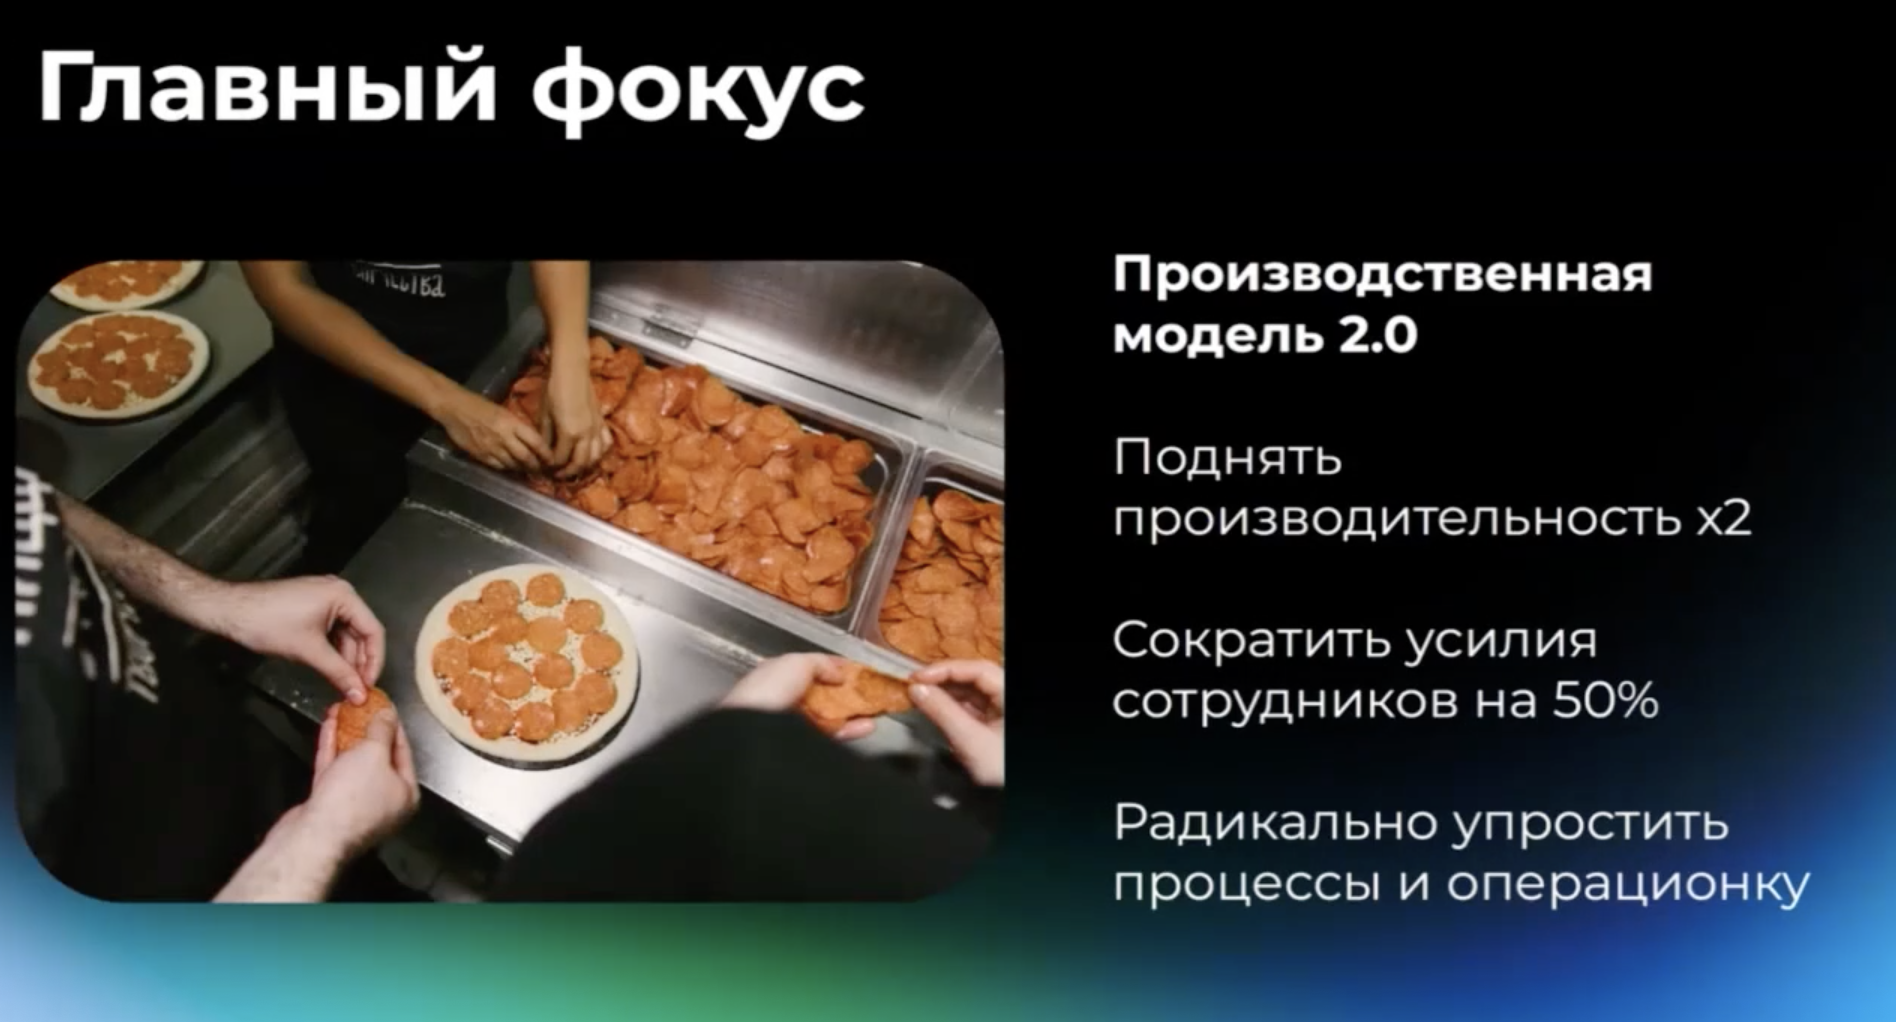 Главный фокус
Производственная
модель 2.0
Поднять
производительность x2
Сократить усилия
сотрудников на 50%
Радикально упростить
процессы и операционку